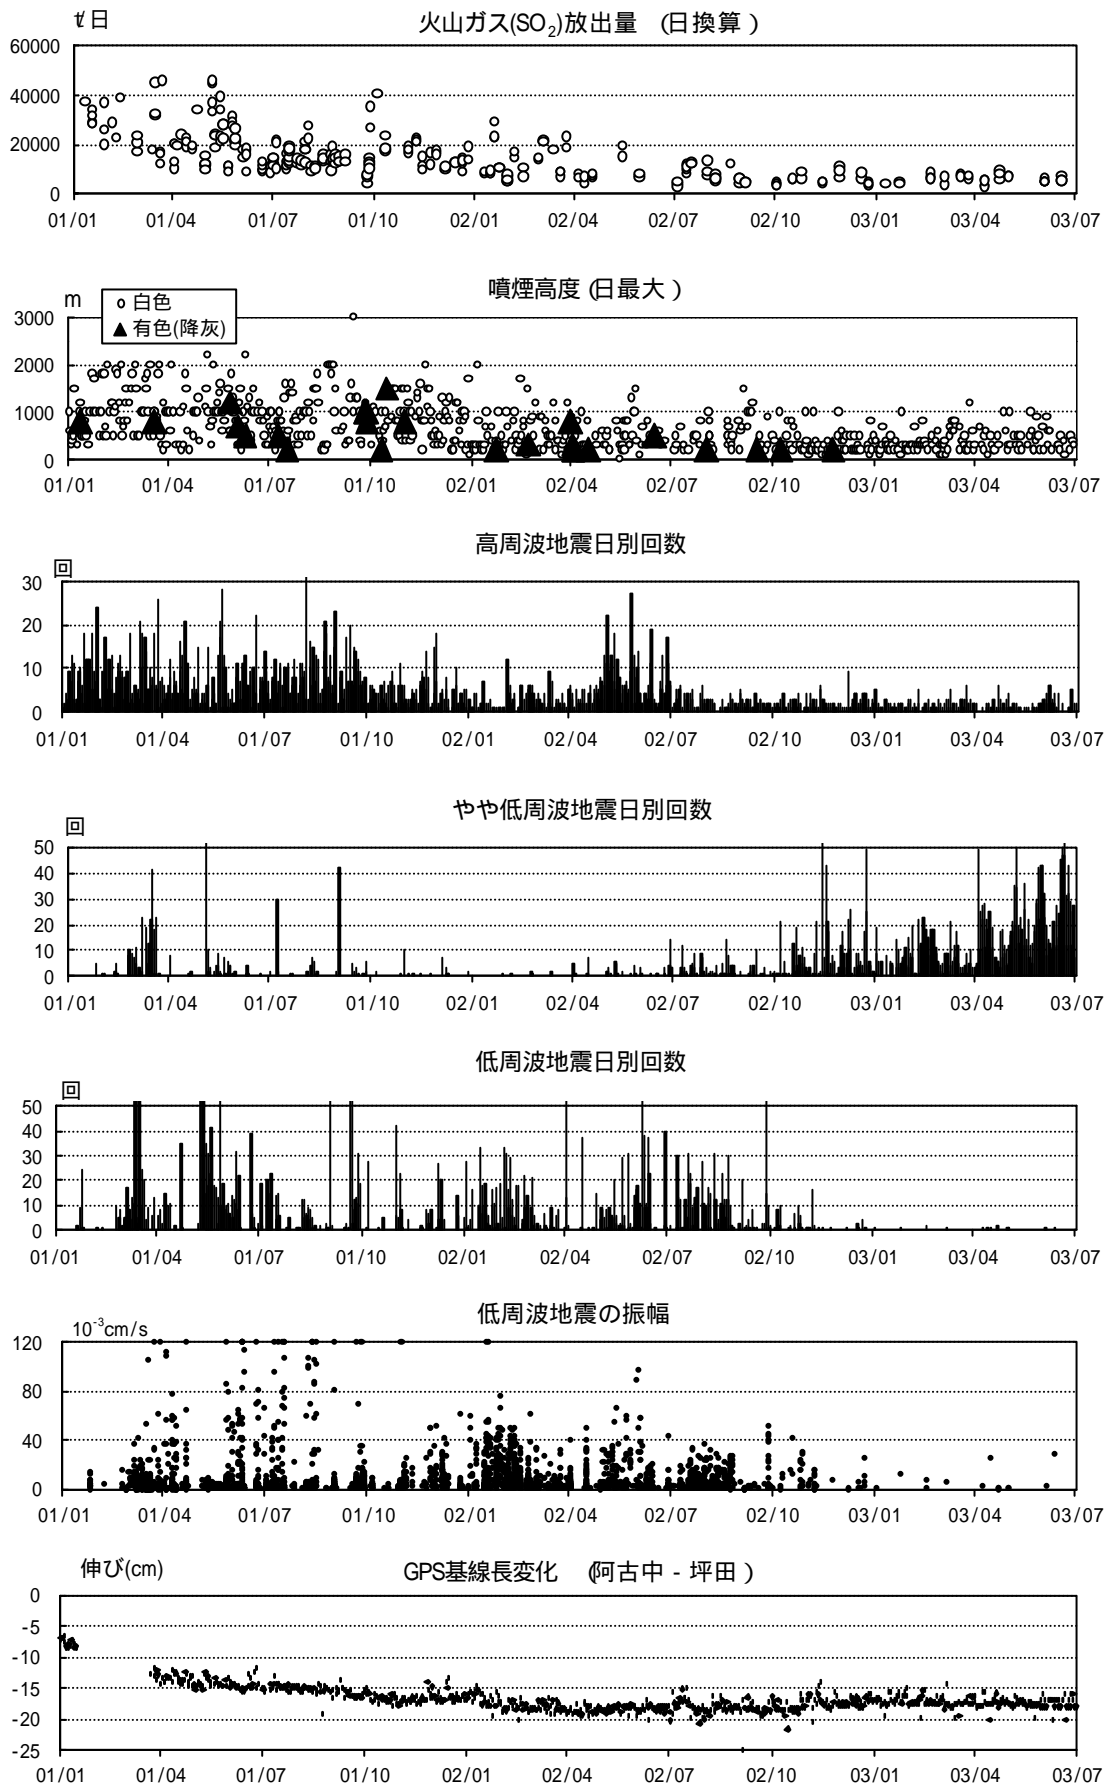 t/日
火山ガス(SO₂)放出量 (日換算)
60000
40000
20000
0
01/01 01/04 01/07 01/10 02/01 02/04 02/07 02/10 03/01 03/04 03/07
噴煙高度(日最大)
m
白色
有色(降灰)
3000
2000
1000
0
01/01 01/04 01/07 01/10 02/01 02/04 02/07 02/10 03/01 03/04 03/07
高周波地震日別回数
回
30
20
10
0
01/01 01/04 01/07 01/10 02/01 02/04 02/07 02/10 03/01 03/04 03/07
やや低周波地震日別回数
回
50
40
30
20
10
0
01/01 01/04 01/07 01/10 02/01 02/04 02/07 02/10 03/01 03/04 03/07
低周波地震日別回数
回
50
40
30
20
10
0
01/01 01/04 01/07 01/10 02/01 02/04 02/07 02/10 03/01 03/04 03/07
低周波地震の振幅
10⁻³cm/s
120
80
40
0
01/01 01/04 01/07 01/10 02/01 02/04 02/07 02/10 03/01 03/04 03/07
伸び(cm)
GPS基線長変化 (阿古中 - 坪田)
0
-5
-10
-15
-20
-25
01/01 01/04 01/07 01/10 02/01 02/04 02/07 02/10 03/01 03/04 03/07